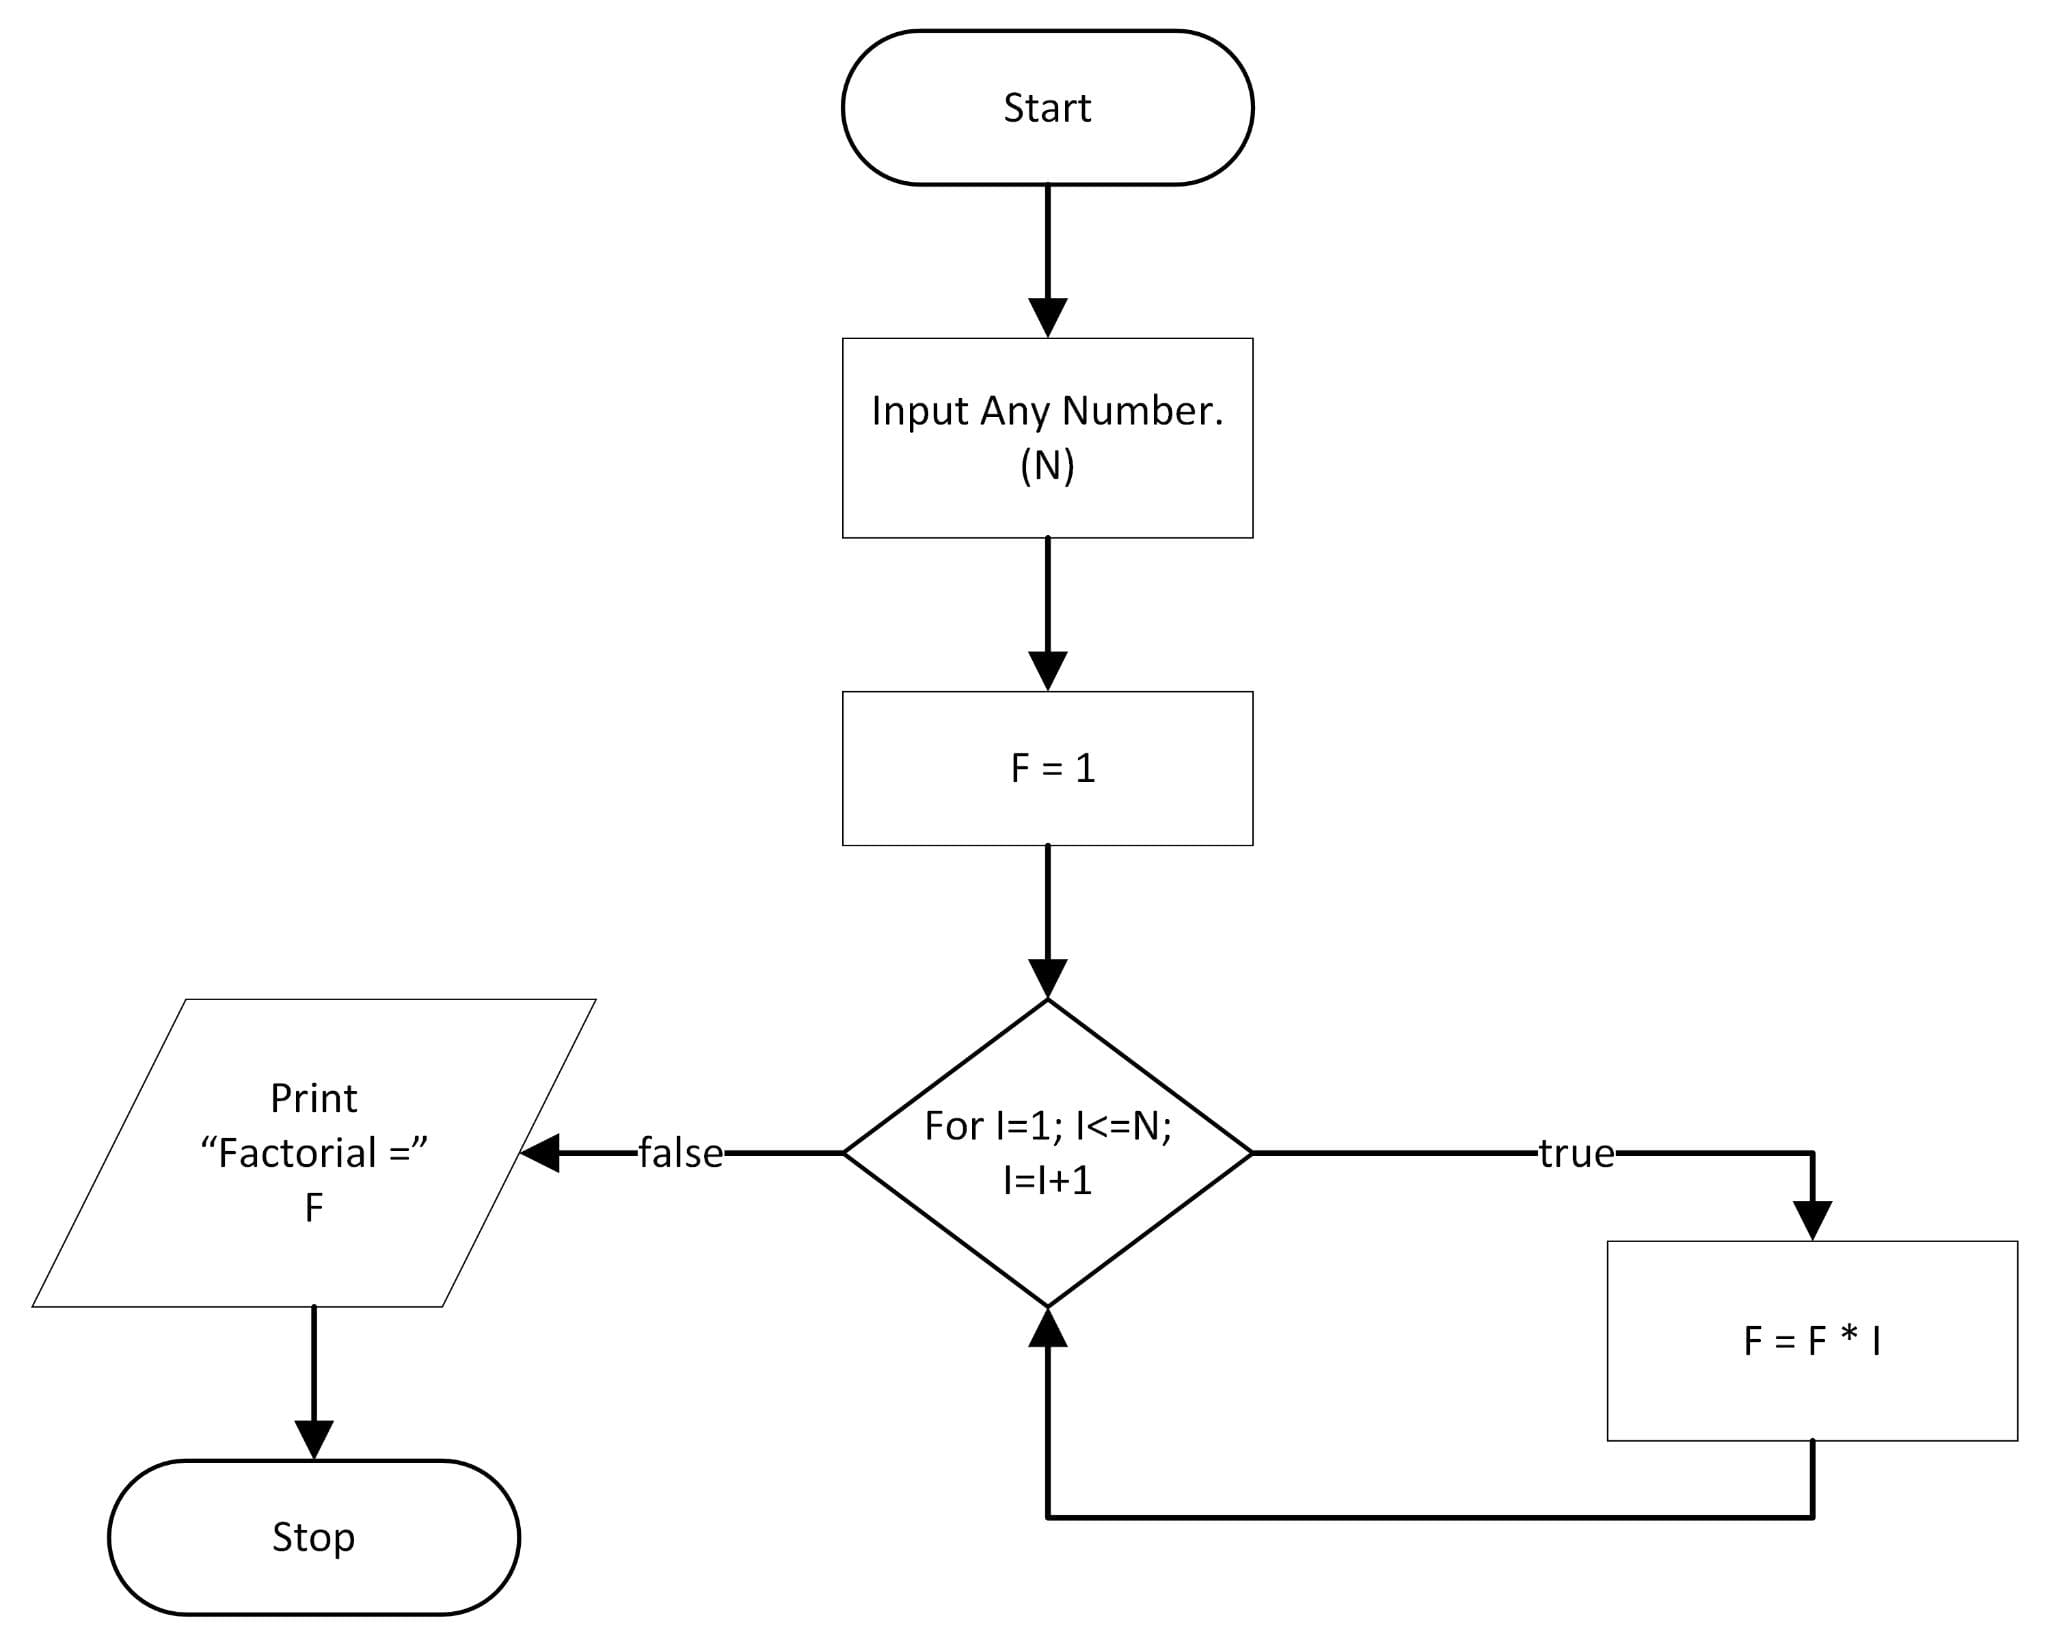 Start
Input Any Number.
(N)
F = 1
For I=1; I<=N;
I=I+1
false
true
Print
“Factorial =”
F
F = F * I
Stop